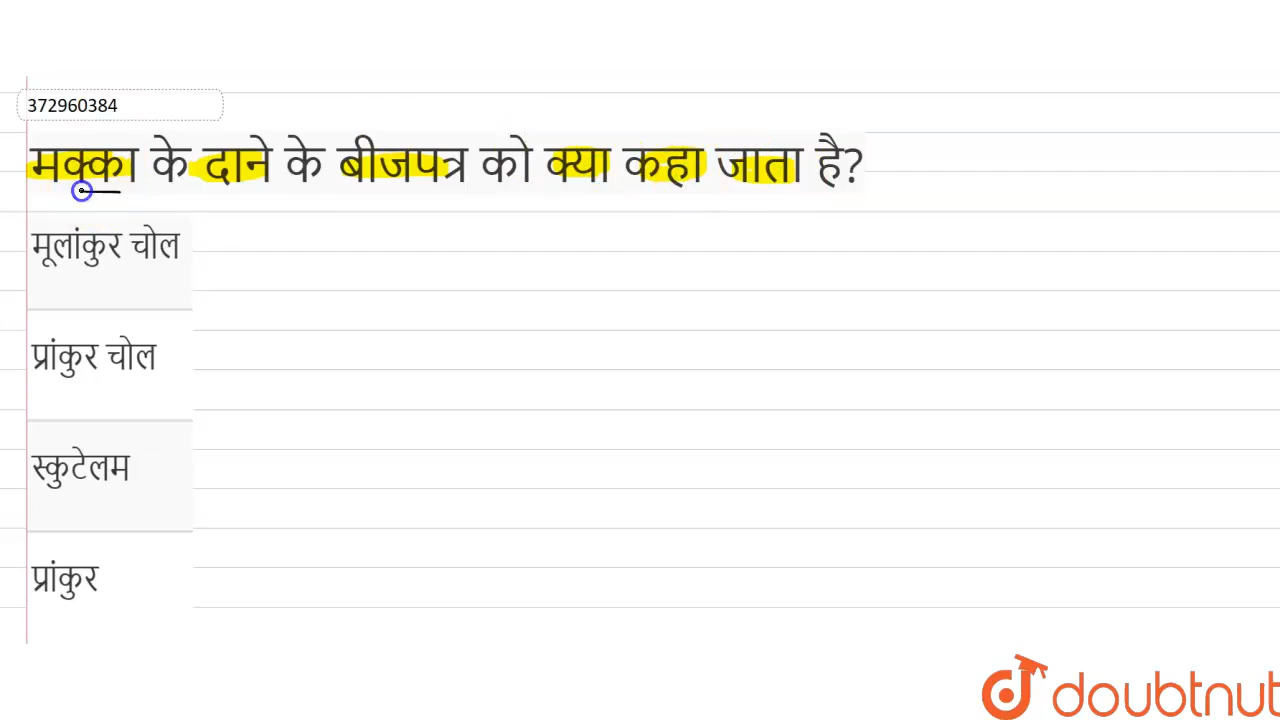 372960384
मक्का के दाने के बीजपत्र को क्या कहा जाता है?
मूलांकुर चोल
प्रांकुर चोल
स्कुटेलम
प्रांकुर
doubtnut